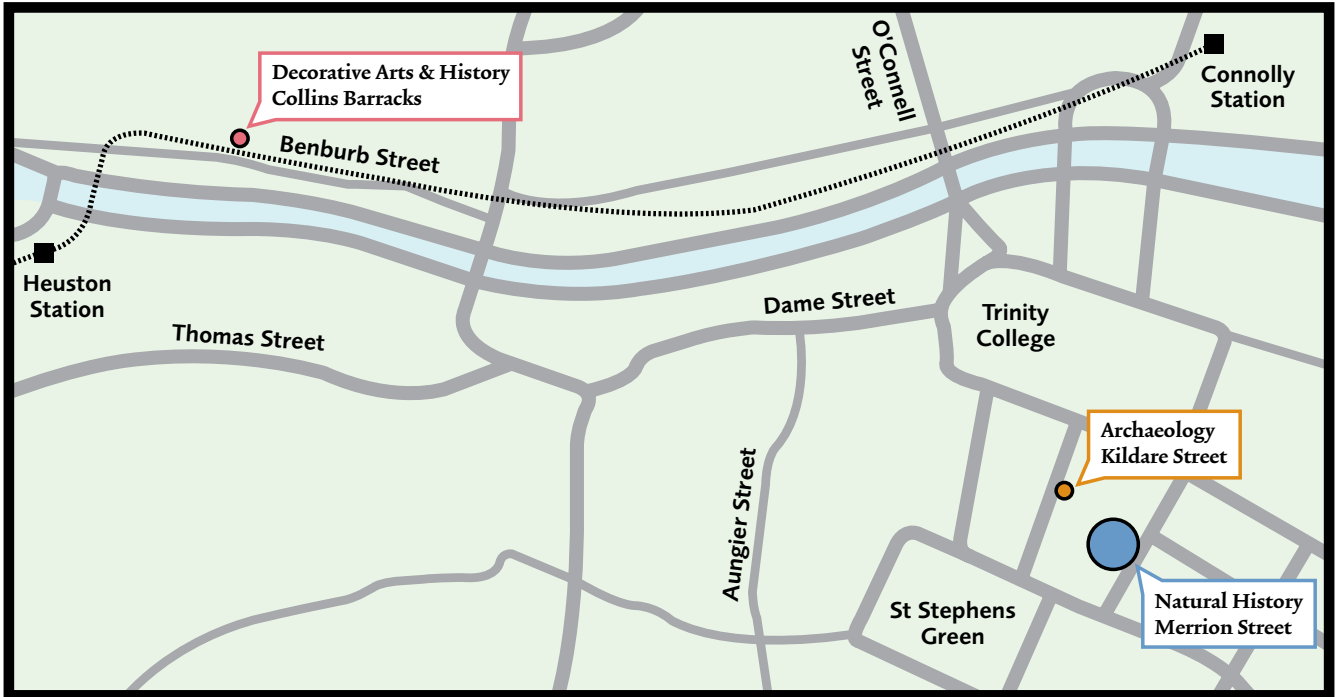 Decorative Arts & History
Collins Barracks
O'Connell
Street
Connolly
Station
Benburb Street
Heuston
Station
Thomas Street
Dame Street
Trinity
College
Archaeology
Kildare Street
Aungier Street
St Stephens
Green
Natural History
Merrion Street